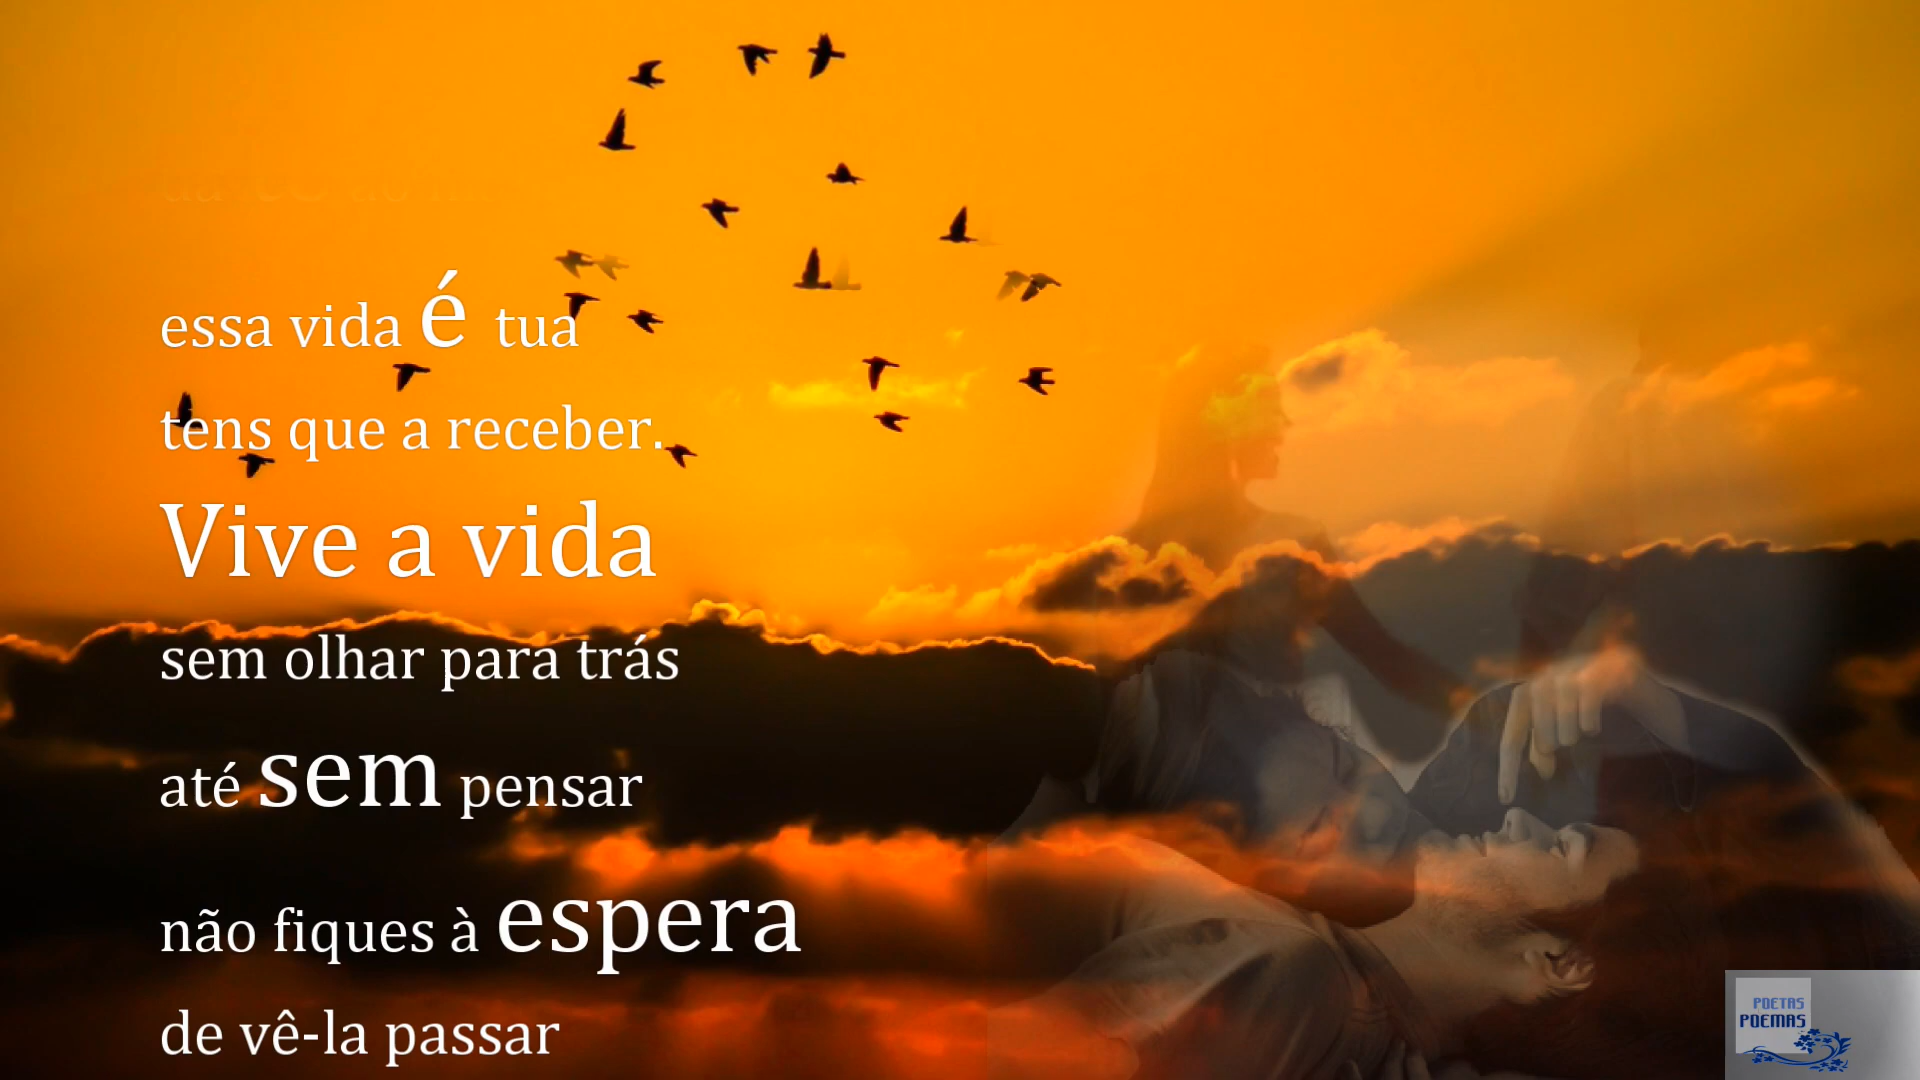 essa vida é tua
tens que a receber.
Vive a vida
sem olhar para trás
até sem pensar
não fiques à espera
de vê-la passar
POETAS
POEMAS